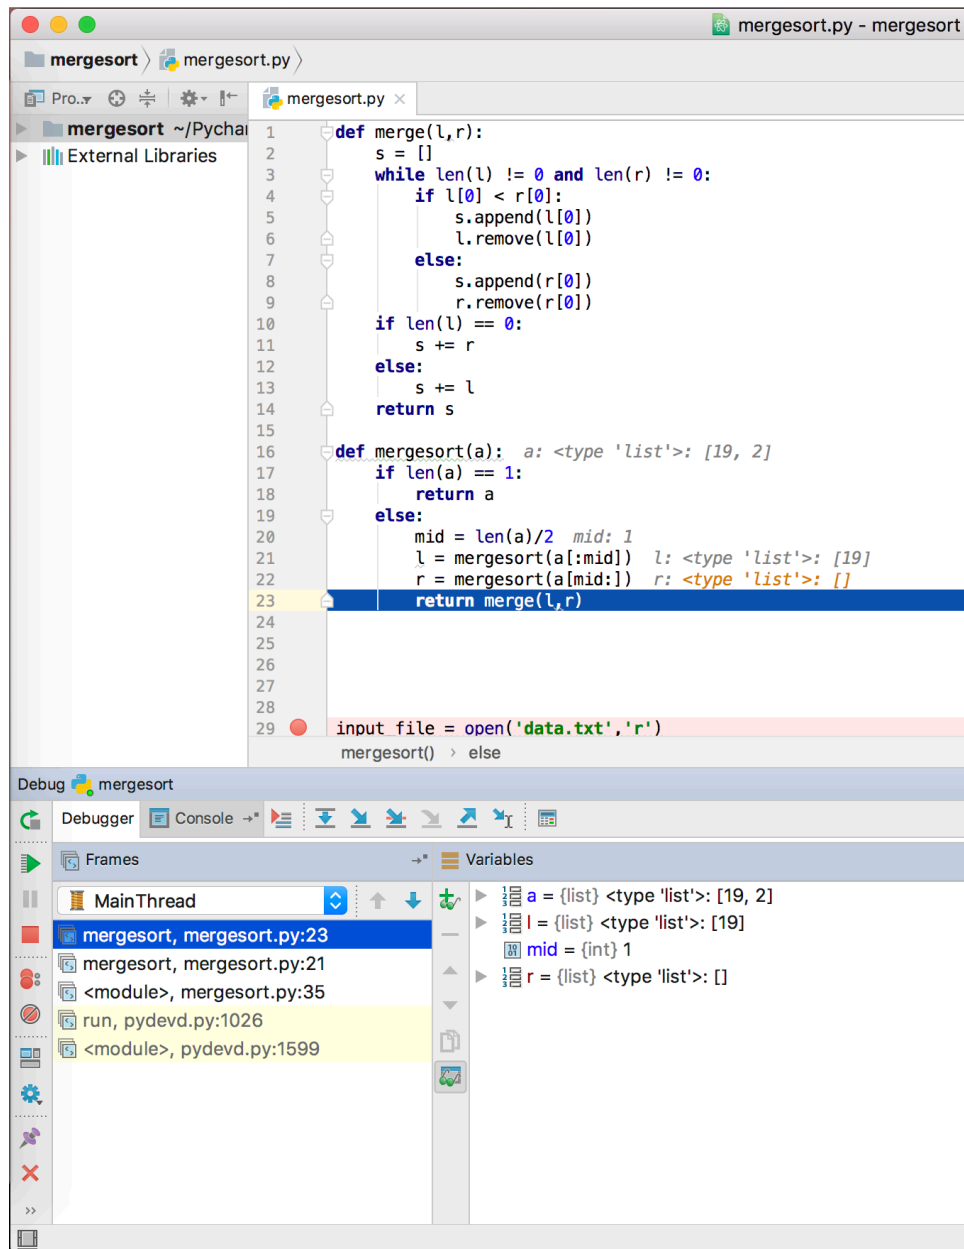 mergesort.py - mergesort
mergesort mergesort.py
Pro..
mergesort.py
mergesort ~/Pychar
External Libraries
1 def merge(l,r):
2 s = []
3 while len(l) != 0 and len(r) != 0:
4 if l[0] < r[0]:
5 s.append(l[0])
6 l.remove(l[0])
7 else:
8 s.append(r[0])
9 r.remove(r[0])
10 if len(l) == 0:
11 s += r
12 else:
13 s += l
14 return s
15
16 def mergesort(a): a: <type 'list'>: [19, 2]
17 if len(a) == 1:
18 return a
19 else:
20 mid = len(a)/2 mid: 1
21 l = mergesort(a[:mid]) l: <type 'list'>: [19]
22 r = mergesort(a[mid:]) r: <type 'list'>: []
23 return merge(l,r)
24
25
26
27
28
29 input_file = open('data.txt','r')
mergesort() > else
Debug mergesort
Debugger Console
Frames
Variables
MainThread
mergesort, mergesort.py:23
mergesort, mergesort.py:21
<module>, mergesort.py:35
run, pydevd.py:1026
<module>, pydevd.py:1599
a = {list} <type 'list'>: [19, 2]
l = {list} <type 'list'>: [19]
mid = {int} 1
r = {list} <type 'list'>: []